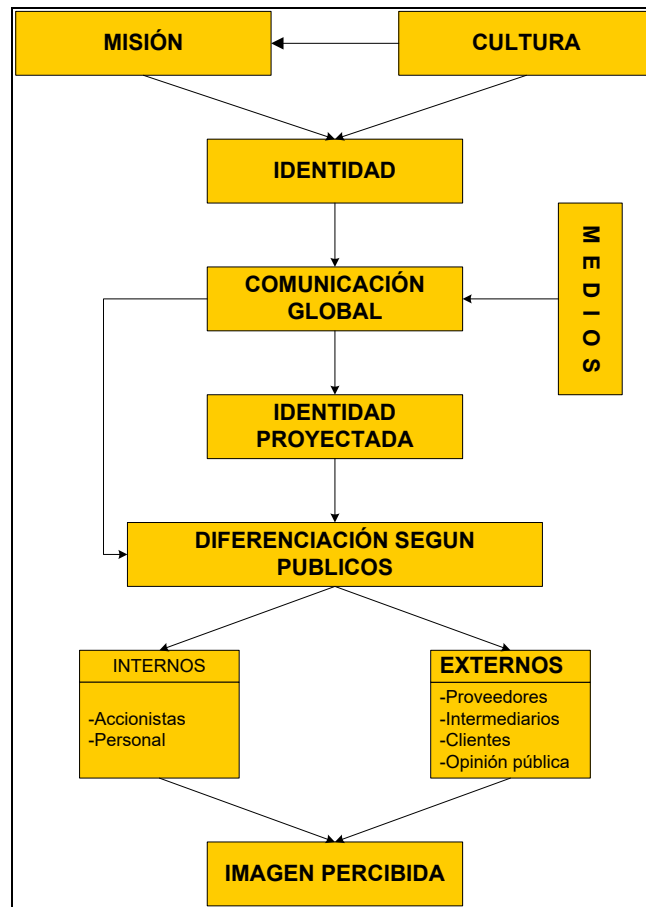 MISIÓN
CULTURA
IDENTIDAD
MEDIOS
COMUNICACIÓN
GLOBAL
IDENTIDAD
PROYECTADA
DIFERENCIACIÓN SEGUN
PUBLICOS
INTERNOS
-Accionistas
-Personal
EXTERNOS
-Proveedores
-Intermediarios
-Clientes
-Opinión pública
IMAGEN PERCIBIDA